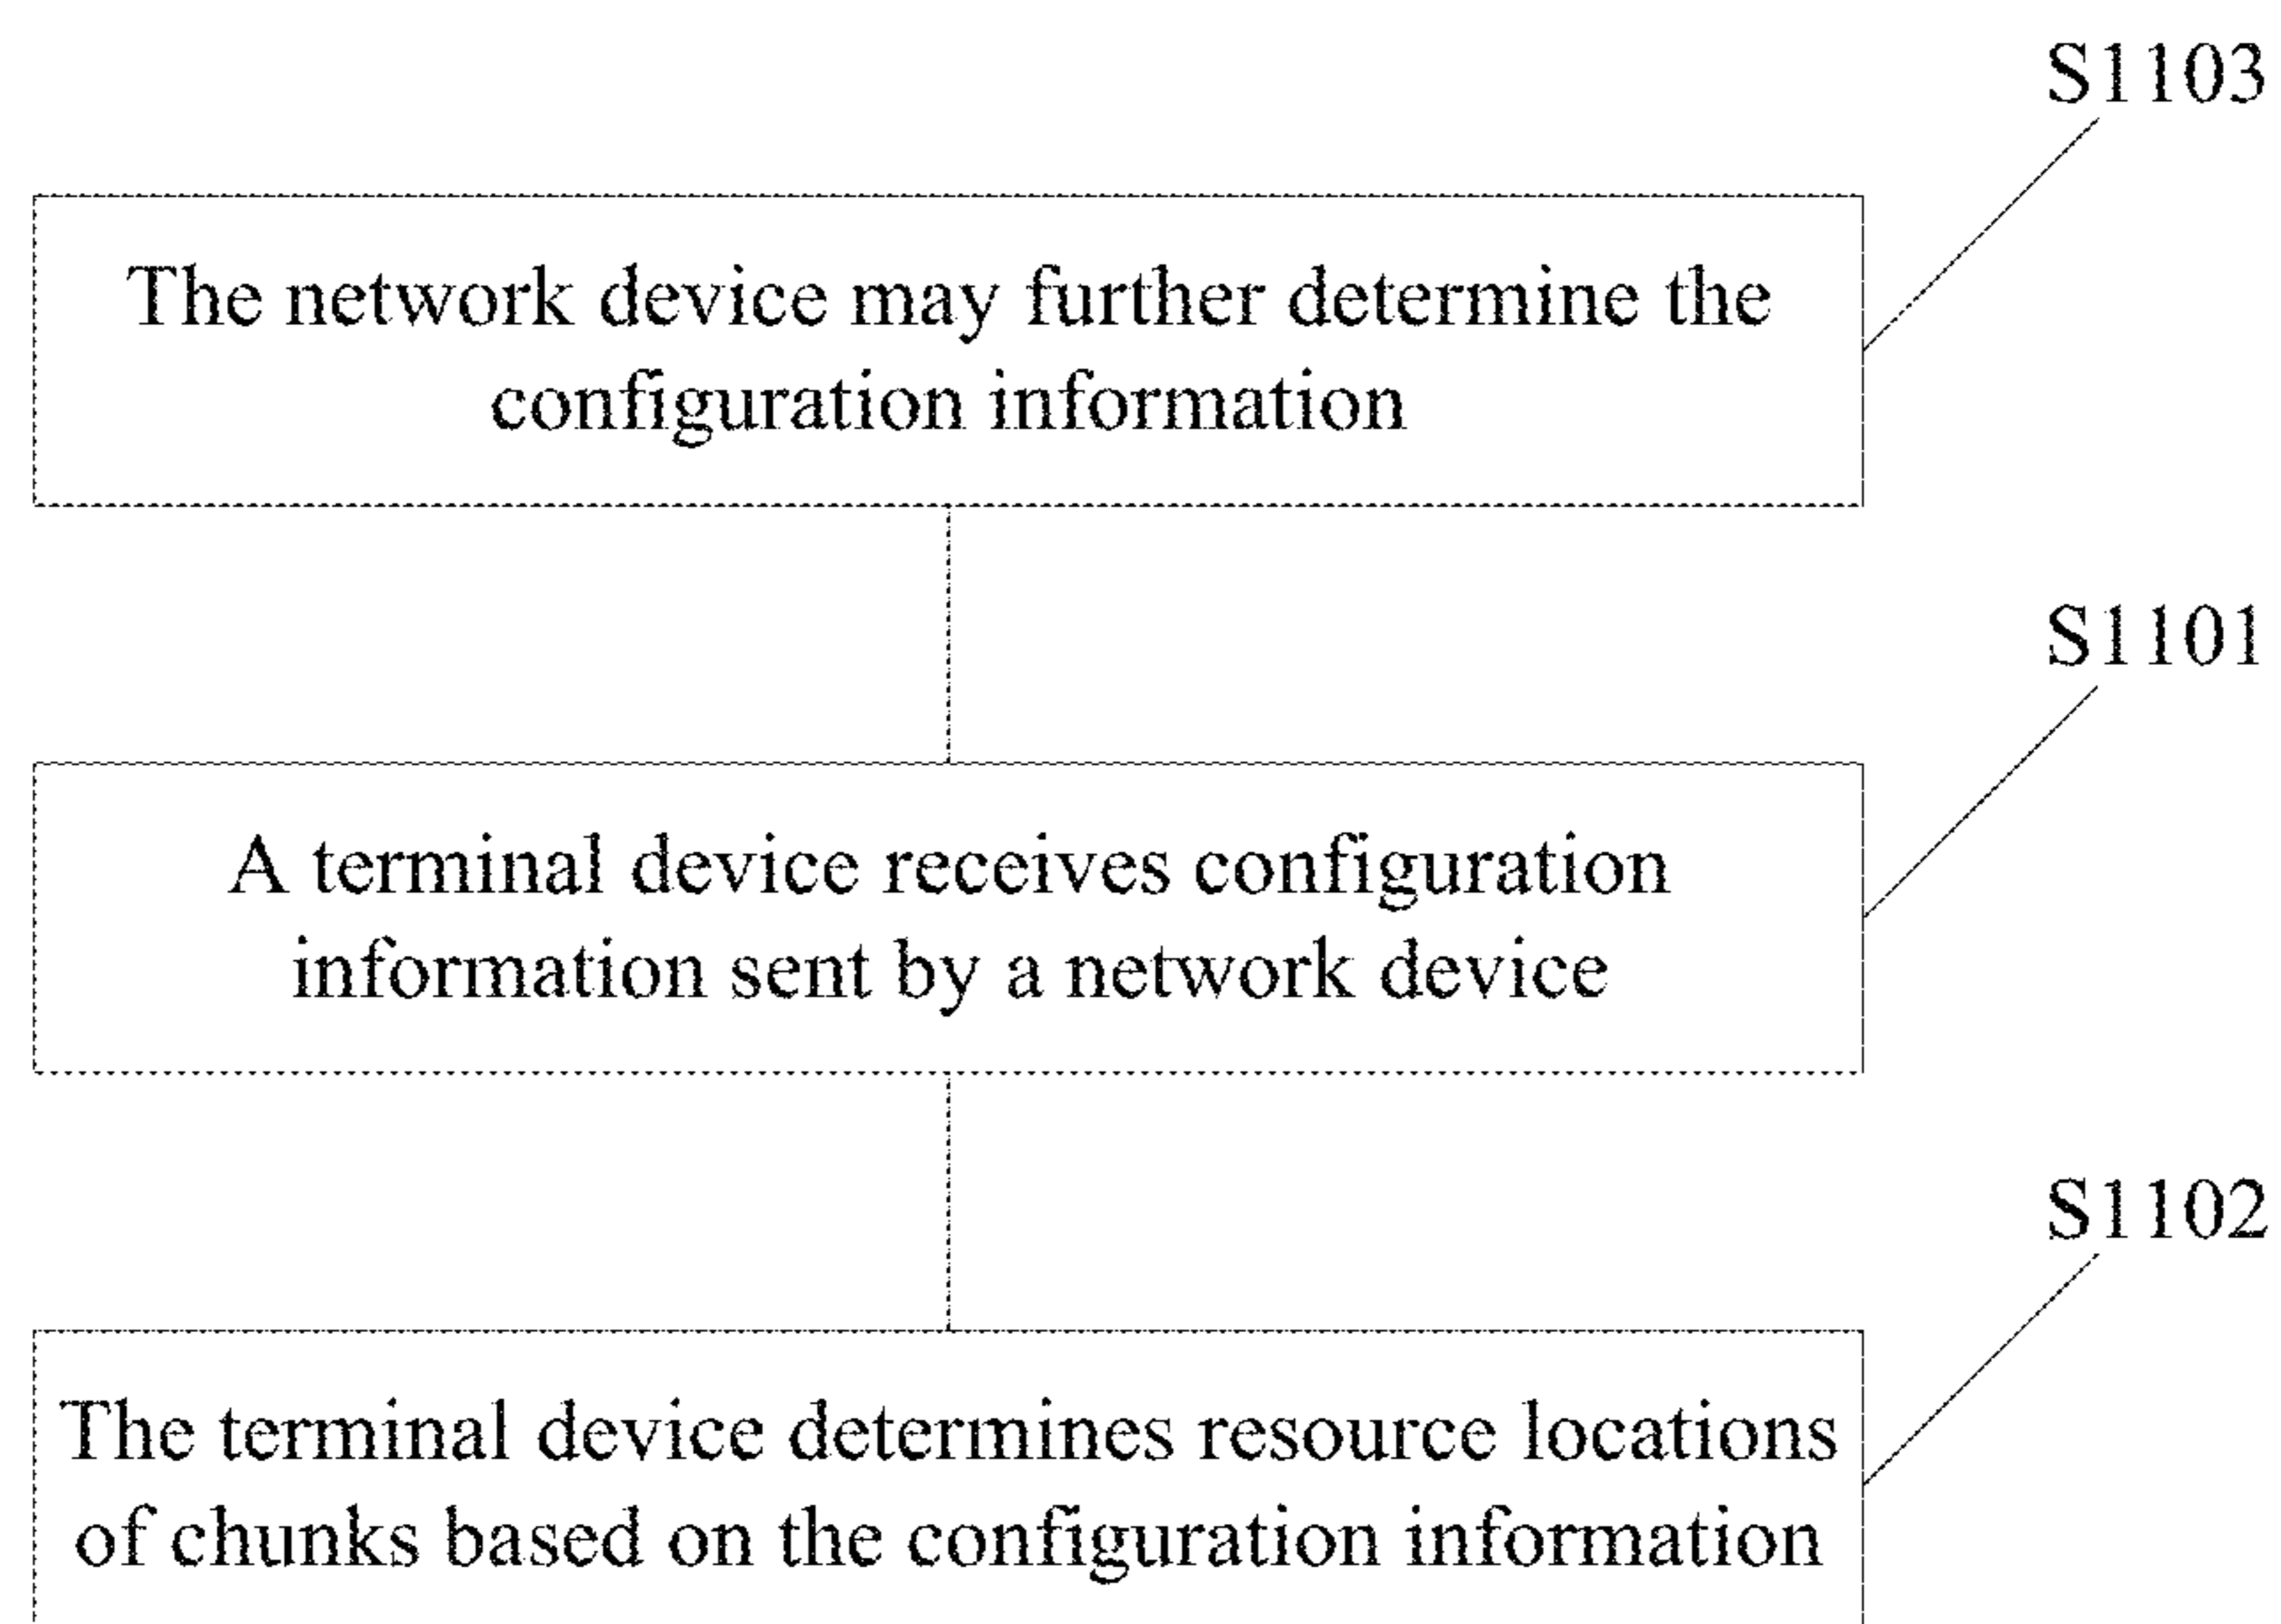 S1103
The network device may further determine the
configuration information
S1101
A terminal device receives configuration
information sent by a network device
S1102
The terminal device determines resource locations
of chunks based on the configuration information